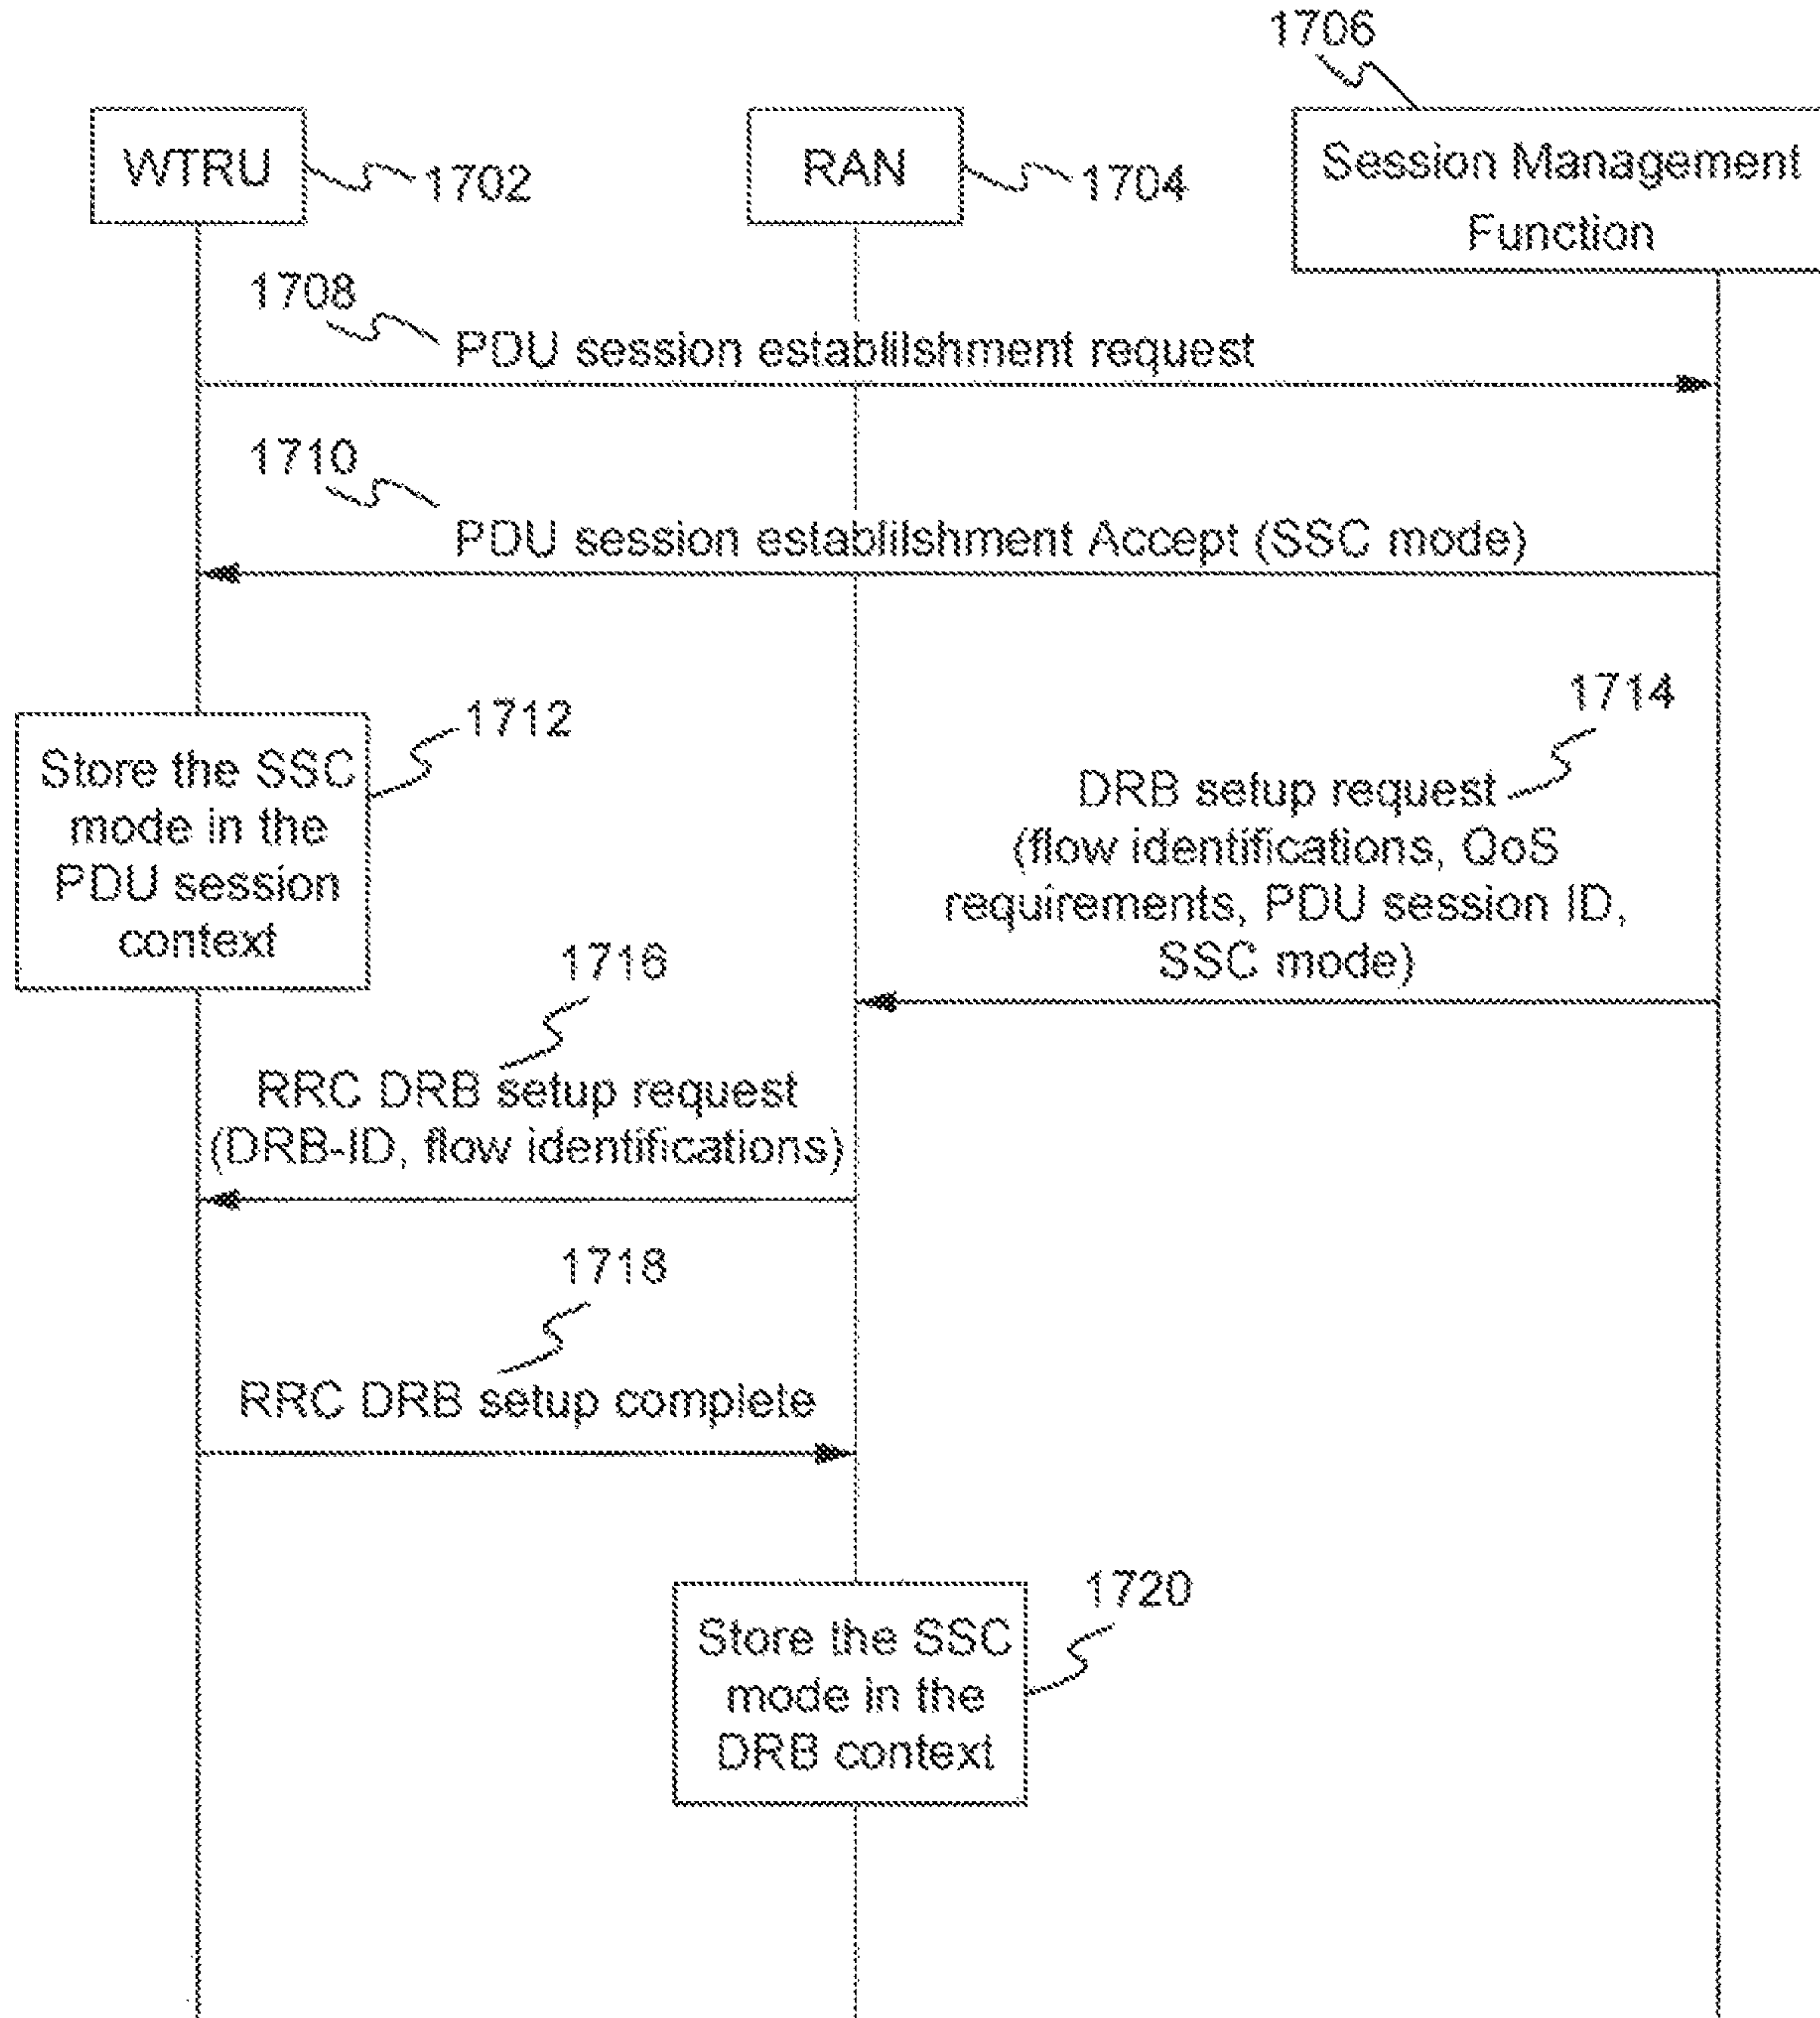 1706
WTRU
1702
RAN
1704
Session Management
Function
1708
PDU session establilshment request
1710
PDU session establilshment Accept (SSC mode)
1712
Store the SSC
mode in the
PDU session
context
1714
DRB setup request
(flow identifications, QoS
requirements, PDU session ID,
SSC mode)
1716
RRC DRB setup request
(DRB-ID, flow identifications)
1718
RRC DRB setup complete
1720
Store the SSC
mode in the
DRB context